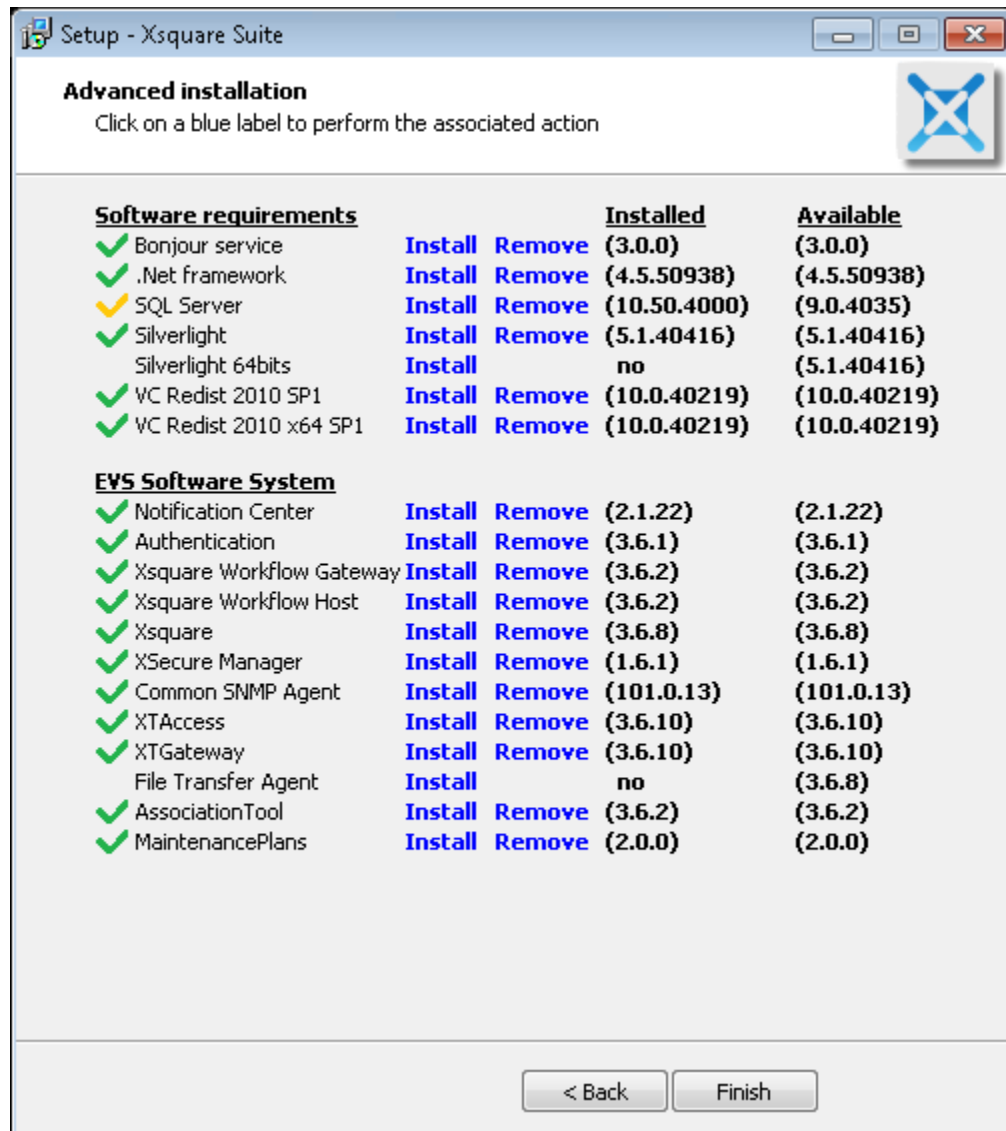 Setup - Xsquare Suite
Advanced installation
Click on a blue label to perform the associated action
Software requirements Installed Available
Bonjour service Install Remove (3.0.0) (3.0.0)
.Net framework Install Remove (4.5.50938) (4.5.50938)
SQL Server Install Remove (10.50.4000) (9.0.4035)
Silverlight Install Remove (5.1.40416) (5.1.40416)
Silverlight 64bits Install no (5.1.40416)
VC Redist 2010 SP1 Install Remove (10.0.40219) (10.0.40219)
VC Redist 2010 x64 SP1 Install Remove (10.0.40219) (10.0.40219)
EVS Software System
Notification Center Install Remove (2.1.22) (2.1.22)
Authentication Install Remove (3.6.1) (3.6.1)
Xsquare Workflow Gateway Install Remove (3.6.2) (3.6.2)
Xsquare Workflow Host Install Remove (3.6.2) (3.6.2)
Xsquare Install Remove (3.6.8) (3.6.8)
XSecure Manager Install Remove (1.6.1) (1.6.1)
Common SNMP Agent Install Remove (101.0.13) (101.0.13)
XTAccess Install Remove (3.6.10) (3.6.10)
XTGateway Install Remove (3.6.10) (3.6.10)
File Transfer Agent Install no (3.6.8)
AssociationTool Install Remove (3.6.2) (3.6.2)
MaintenancePlans Install Remove (2.0.0) (2.0.0)
< Back Finish